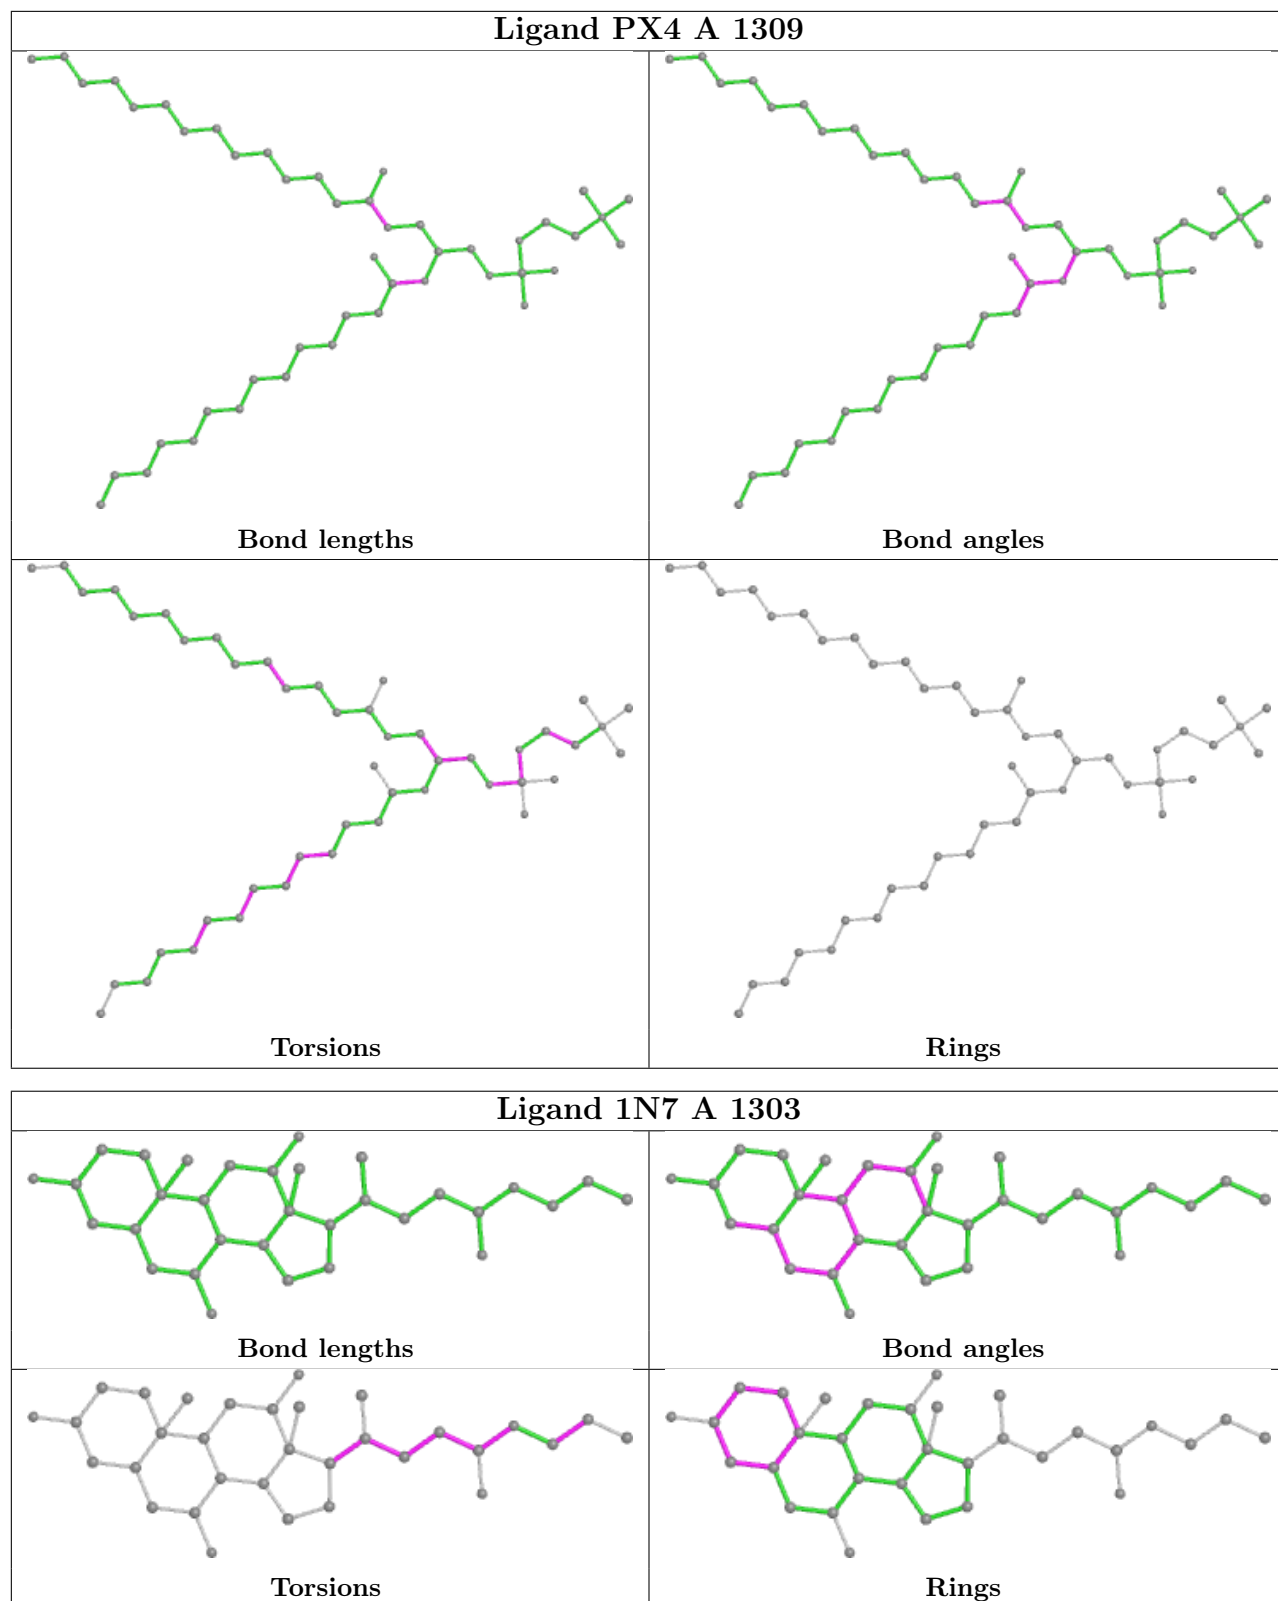 Ligand PX4 A 1309
Bond lengths
Bond angles
Torsions
Rings
Ligand 1N7 A 1303
Bond lengths
Bond angles
Torsions
Rings